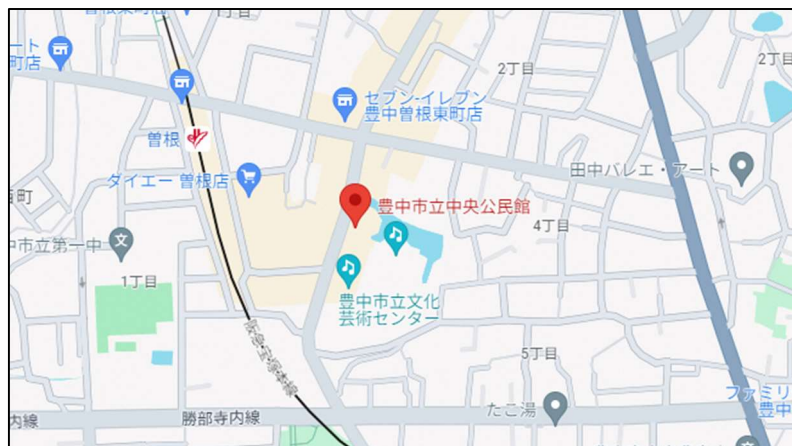 2丁目
2丁目
セブン-イレブン
豊中曽根東町店
曽根
ダイエー 曽根店
田中バレエ・アート
豊中市立中央公民館
4丁目
中市立第一中
1丁目
豊中市立文化
芸術センター
5丁目
ファミリ
豊中
たこ湯
内線
勝部寺内線